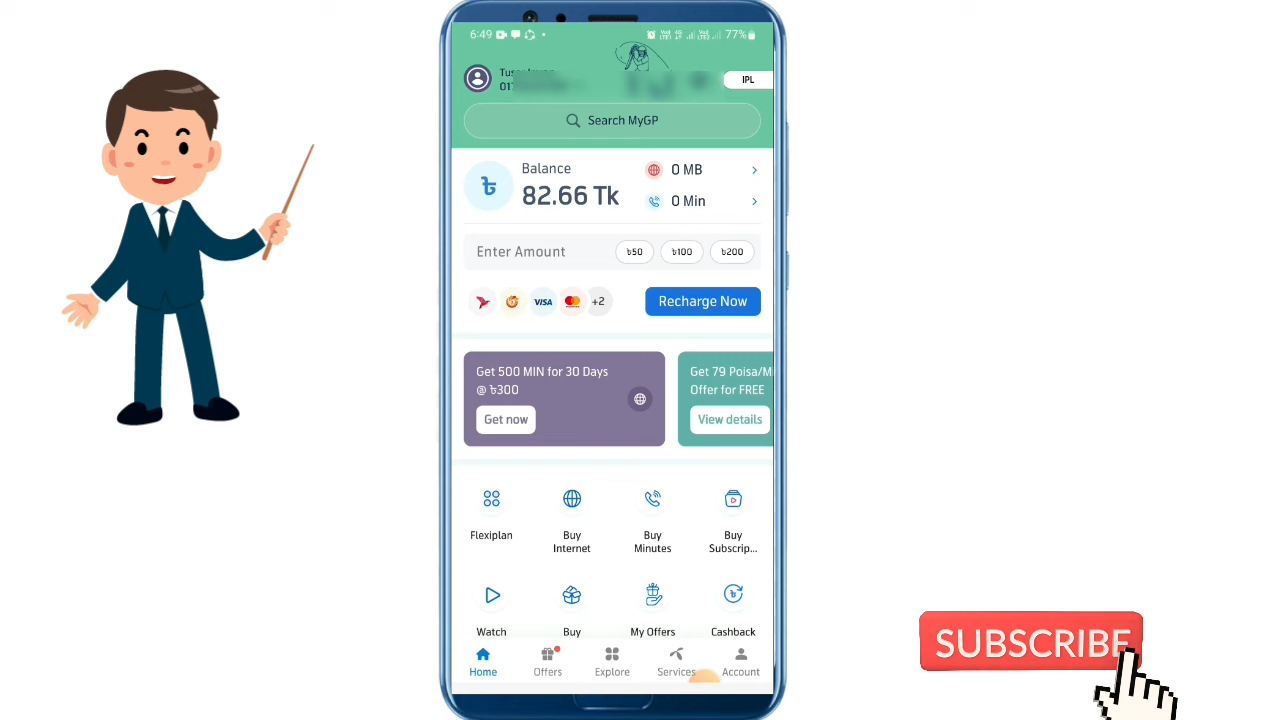 6:49
77%
017
IPL
Search MyGP
Balance
82.66 Tk
0 MB
0 Min
Enter Amount
৳50
৳100
৳200
VISA
+2
Recharge Now
Get 500 MIN for 30 Days
@ ৳300
Get now
Get 79 Poisa/M
Offer for FREE
View details
Flexiplan
Buy
Internet
Buy
Minutes
Buy
Subscrip...
Watch
Buy
My Offers
Cashback
Home
Offers
Explore
Services
Account
SUBSCRIBE